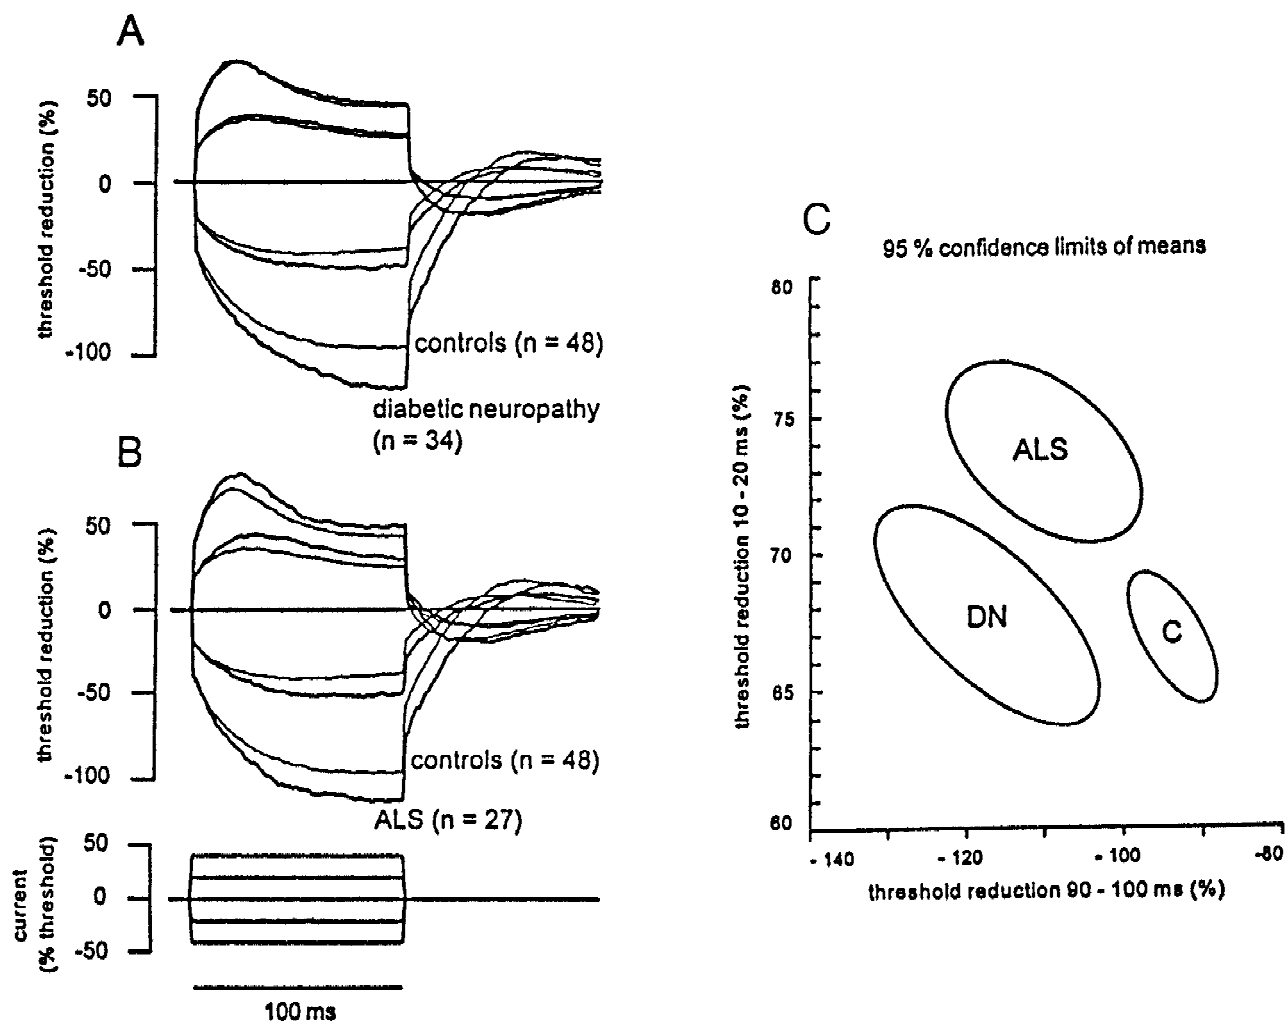 A
threshold reduction (%)
50
0
-50
-100
controls (n = 48)
diabetic neuropathy
(n = 34)
B
threshold reduction (%)
50
0
-50
-100
controls (n = 48)
ALS (n = 27)
current
(% threshold)
50
0
-50
100 ms
C
95 % confidence limits of means
threshold reduction 10 - 20 ms (%)
80
75
70
65
60
ALS
DN
C
- 140
- 120
- 100
-80
threshold reduction 90 - 100 ms (%)